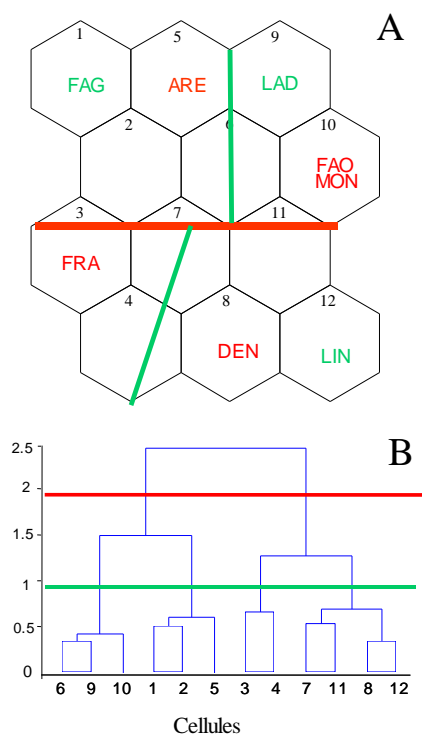 A
1 5 9
FAG ARE LAD
2 6 10
FAO
MON
3 7 11
FRA
4 8 12
DEN LIN
B
2.5
2
1.5
1
0.5
0
6 9 10 1 2 5 3 4 7 11 8 12
Cellules